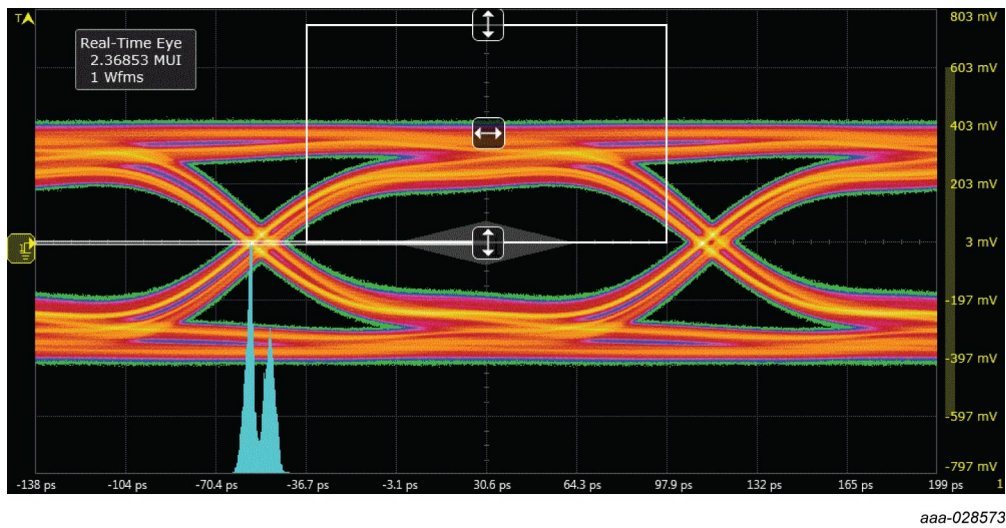 T
803 mV
Real-Time Eye
2.36853 MUI
1 Wfms
603 mV
403 mV
203 mV
1
3 mV
-197 mV
-397 mV
-597 mV
-797 mV
-138 ps
-104 ps
-70.4 ps
-36.7 ps
-3.1 ps
30.6 ps
64.3 ps
97.9 ps
132 ps
165 ps
199 ps
1
aaa-028573